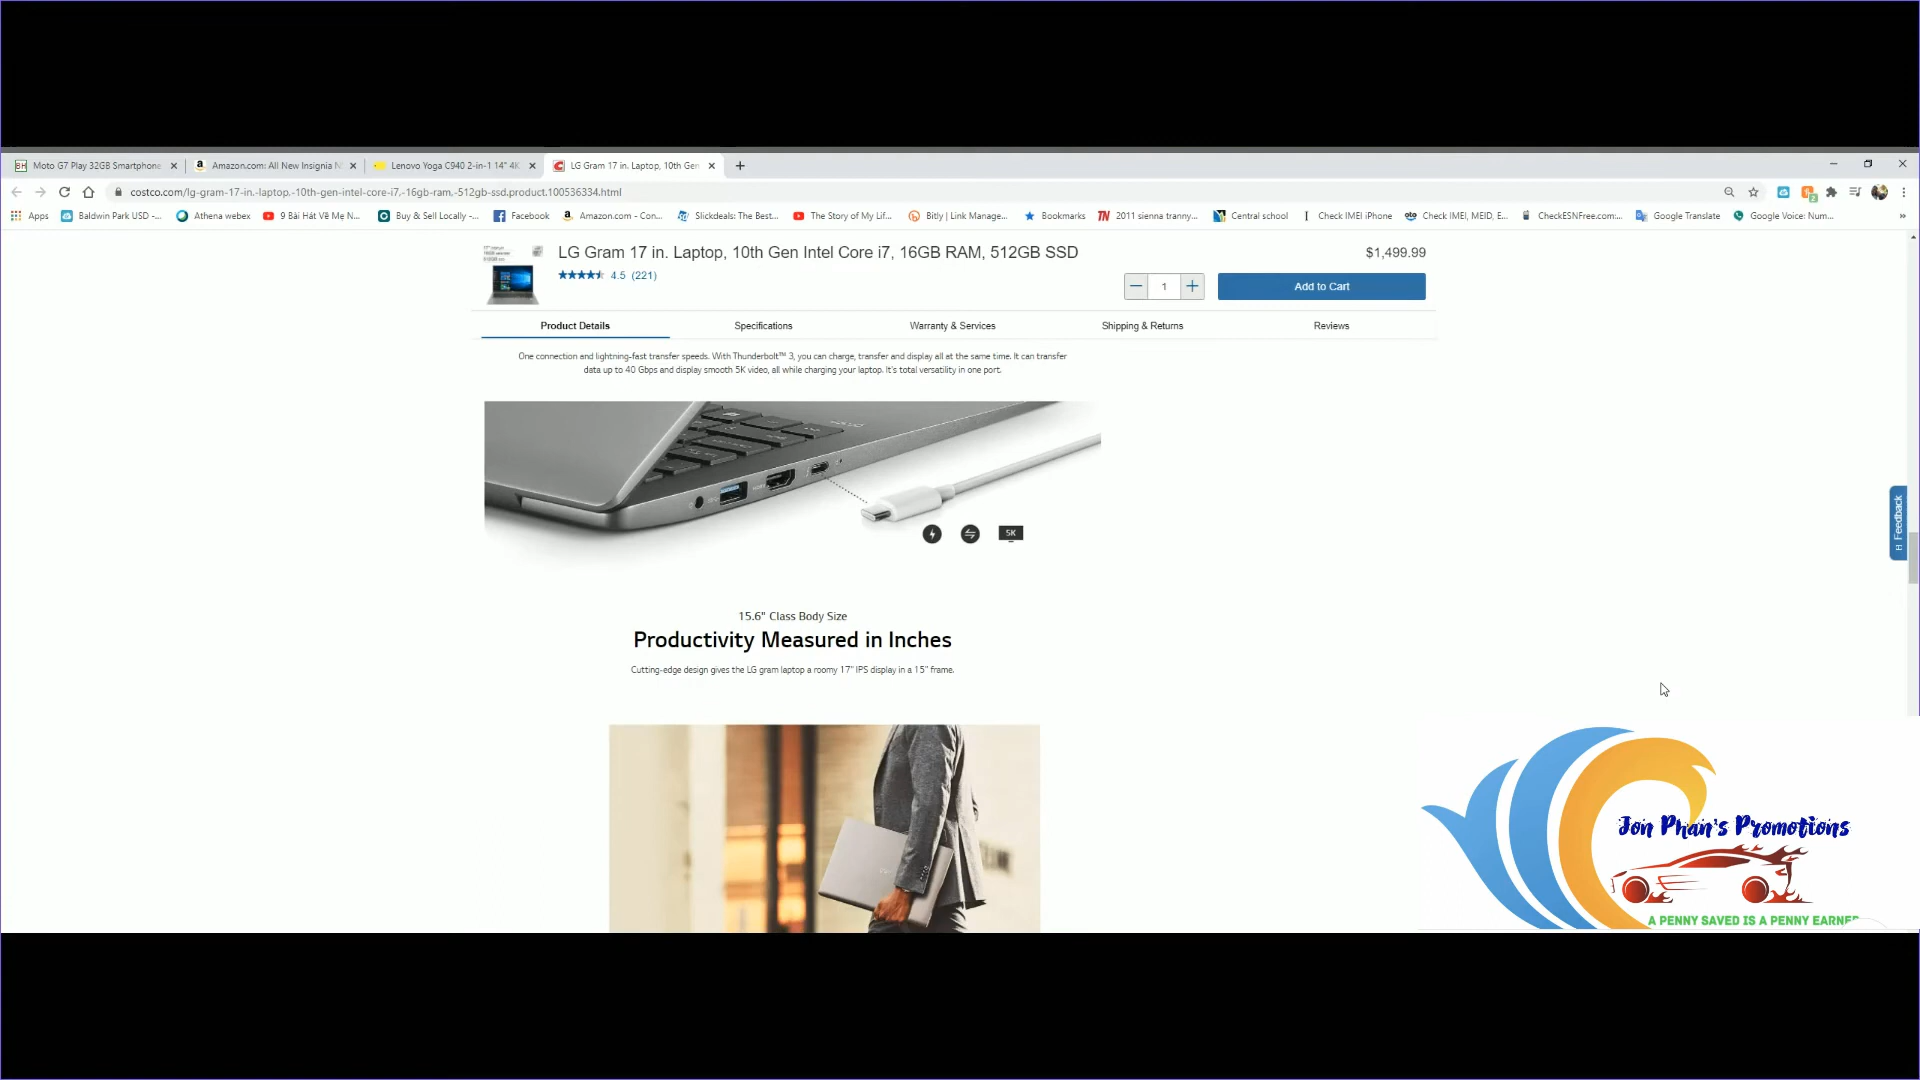 Moto G7 Play 32GB Smartphone
Amazon.com: All New Insignia N
Lenovo Yoga C940 2-in-1 14" 4K
LG Gram 17 in. Laptop, 10th Gen
costco.com/lg-gram-17-in.-laptop,-10th-gen-intel-core-i7,-16gb-ram,-512gb-ssd.product.100536334.html
Apps
Baldwin Park USD -...
Athena webex
9 Bài Hát Về Mẹ N...
Buy & Sell Locally -...
Facebook
Amazon.com - Con...
Slickdeals: The Best...
The Story of My Lif...
Bitly | Link Manage...
Bookmarks
2011 sienna tranny...
Central school
Check IMEI iPhone
Check IMEI, MEID, E...
CheckESNFree.com:...
Google Translate
Google Voice: Num...
LG Gram 17 in. Laptop, 10th Gen Intel Core i7, 16GB RAM, 512GB SSD
$1,499.99
4.5 (221)
1
Add to Cart
Product Details
Specifications
Warranty & Services
Shipping & Returns
Reviews
One connection and lightning-fast transfer speeds. With Thunderbolt™ 3, you can charge, transfer and display all at the same time. It can transfer
data up to 40 Gbps and display smooth 5K video, all while charging your laptop. It's total versatility in one port.
5K
Feedback
15.6" Class Body Size
Productivity Measured in Inches
Cutting-edge design gives the LG gram laptop a roomy 17" IPS display in a 15" frame.
Jon Phan's Promotions
A PENNY SAVED IS A PENNY EARNED